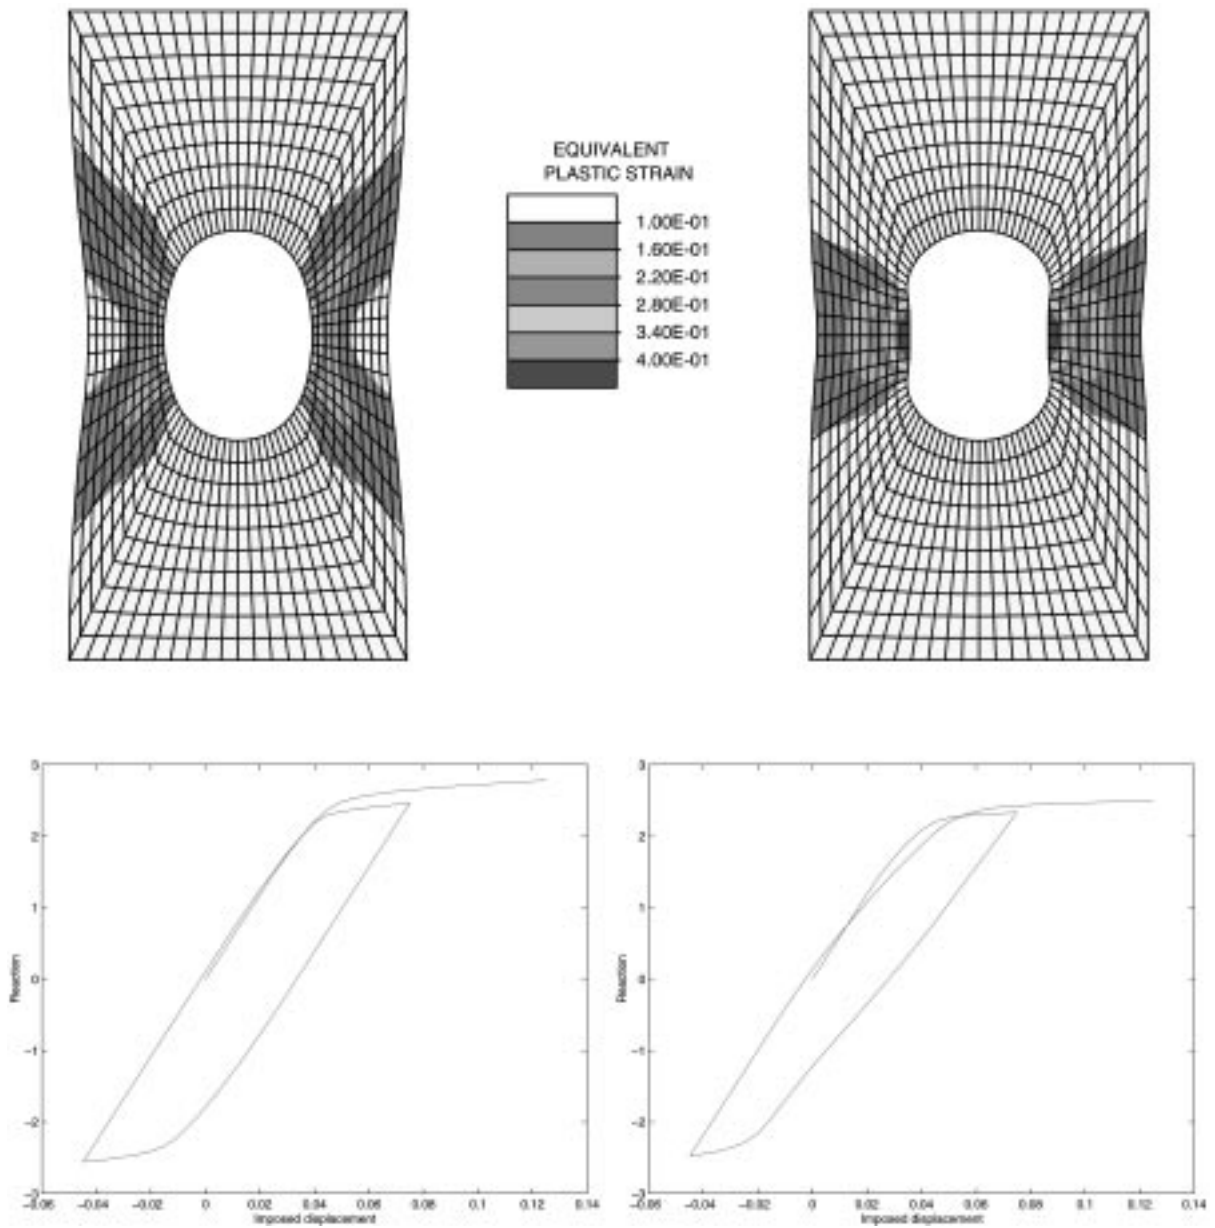 EQUIVALENT
PLASTIC STRAIN
1.00E-01
1.60E-01
2.20E-01
2.80E-01
3.40E-01
4.00E-01
3
2
1
0
−1
−2
−3
Reaction
−0.06 −0.04 −0.02 0 0.02 0.04 0.06 0.08 0.1 0.12 0.14
Imposed displacement
3
2
1
0
−1
−2
−3
Reaction
−0.06 −0.04 −0.02 0 0.02 0.04 0.06 0.08 0.1 0.12 0.14
Imposed displacement